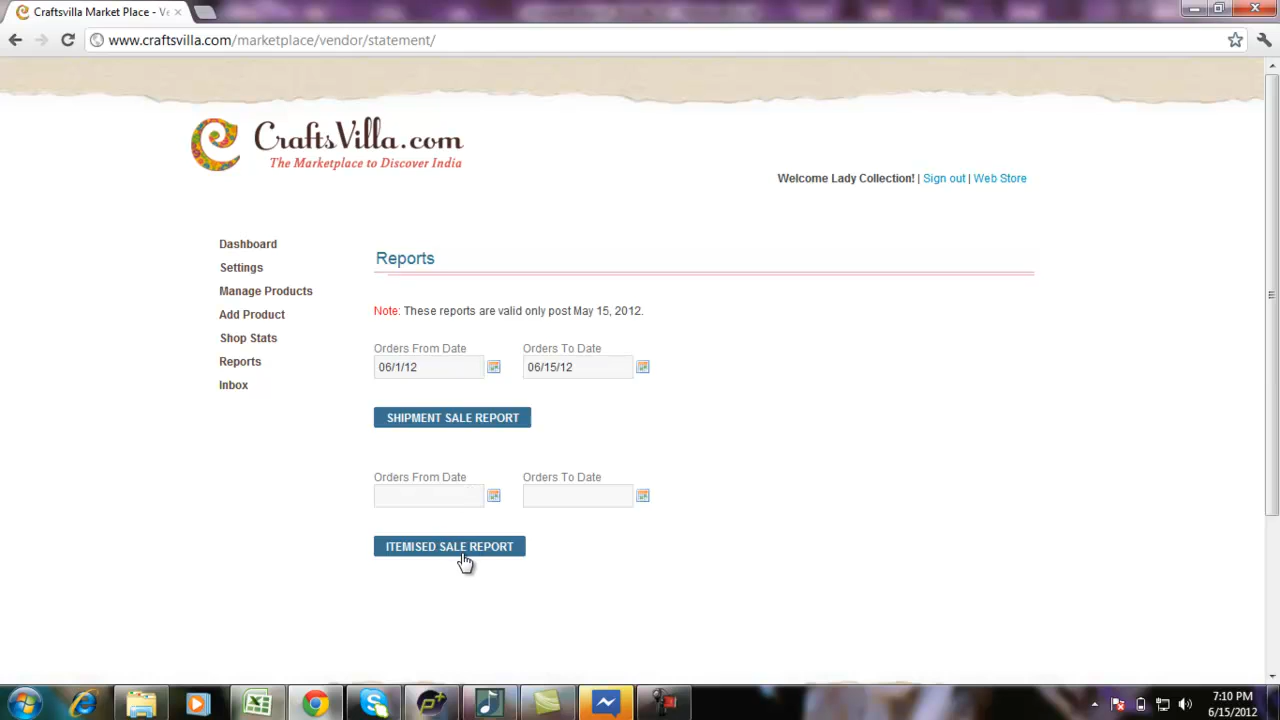 Craftsvilla Market Place - Ve
www.craftsvilla.com/marketplace/vendor/statement/
CraftsVilla.com
The Marketplace to Discover India
Welcome Lady Collection! | Sign out | Web Store
Dashboard
Settings
Manage Products
Add Product
Shop Stats
Reports
Inbox
Reports
Note: These reports are valid only post May 15, 2012.
Orders From Date Orders To Date
06/1/12 06/15/12
SHIPMENT SALE REPORT
Orders From Date Orders To Date
ITEMISED SALE REPORT
7:10 PM
6/15/2012